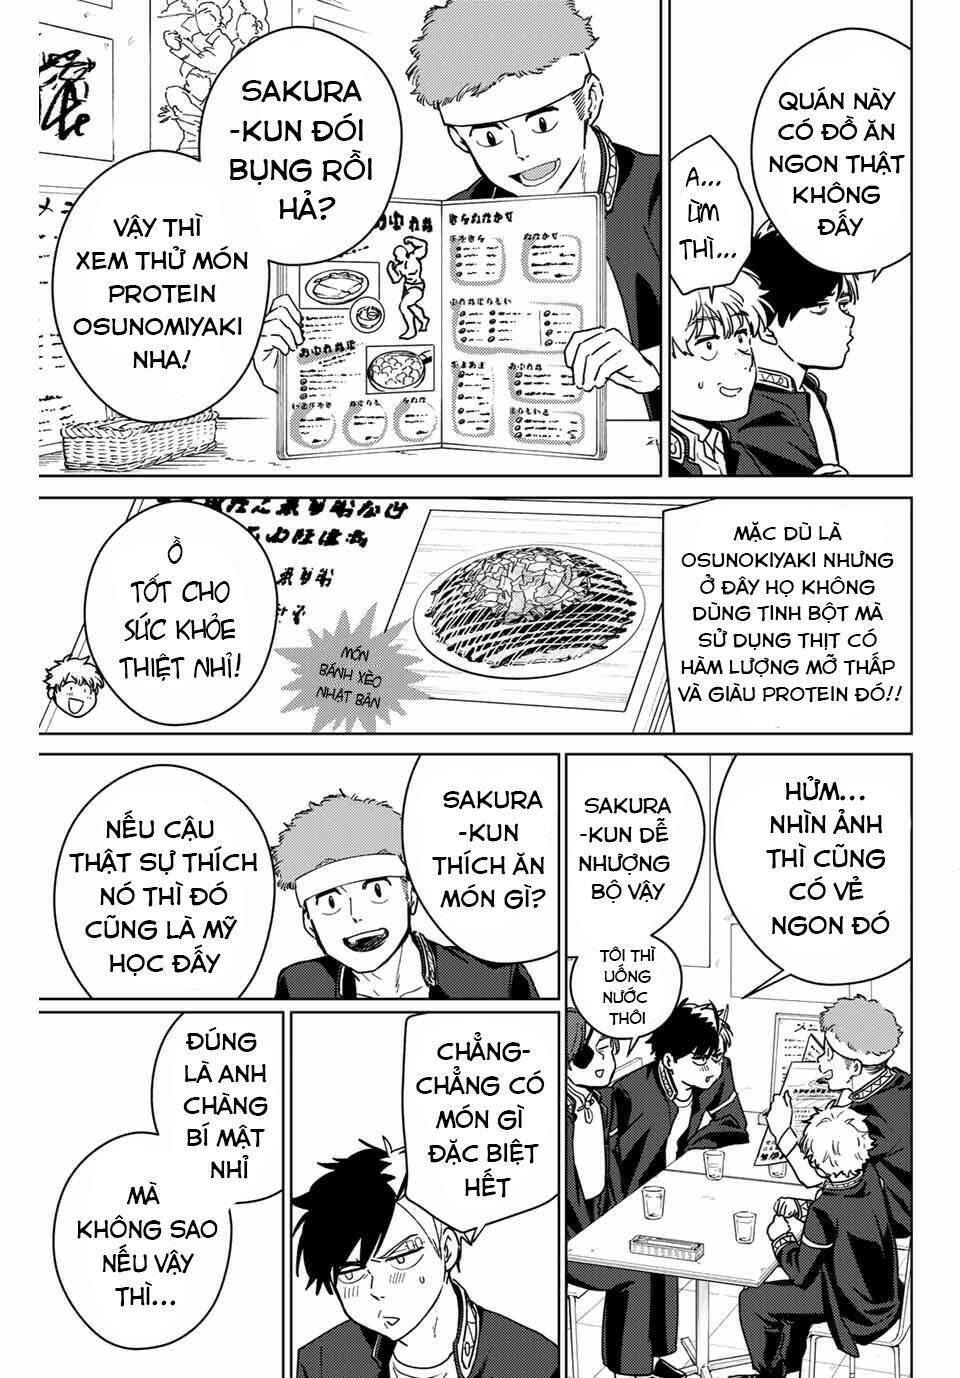 QUÁN NÀY
CÓ ĐỒ ĂN
NGON THẬT
KHÔNG
ĐẤY
A...
ỪM
THÌ...
SAKURA
-KUN ĐÓI
BỤNG RỒI
HẢ?
VẬY THÌ
XEM THỬ MÓN
PROTEIN
OSUNOMIYAKI
NHA!
MẶC DÙ LÀ
OSUNOKIYAKI NHƯNG
Ở ĐÂY HỌ KHÔNG
DÙNG TINH BỘT MÀ
SỬ DỤNG THỊT CÓ
HÀM LƯỢNG MỠ THẤP
VÀ GIÀU PROTEIN ĐÓ!!
MÓN
BÁNH XÈO
NHẬT BẢN
Ồ
TỐT CHO
SỨC KHỎE
THIỆT NHỈ!
HỬM...
NHÌN ẢNH
THÌ CŨNG
CÓ VẺ
NGON ĐÓ
SAKURA
-KUN DỄ
NHƯỢNG
BỘ VẬY
TÔI THÌ
UỐNG
NƯỚC
THÔI
SAKURA
-KUN
THÍCH ĂN
MÓN GÌ?
NẾU CẬU
THẬT SỰ THÍCH
NÓ THÌ ĐÓ
CŨNG LÀ MỸ
HỌC ĐẤY
CHẲNG-
CHẲNG CÓ
MÓN GÌ
ĐẶC BIỆT
HẾT
ĐÚNG
LÀ ANH
CHÀNG
BÍ MẬT
NHỈ
MÀ
KHÔNG SAO
NẾU VẬY
THÌ...